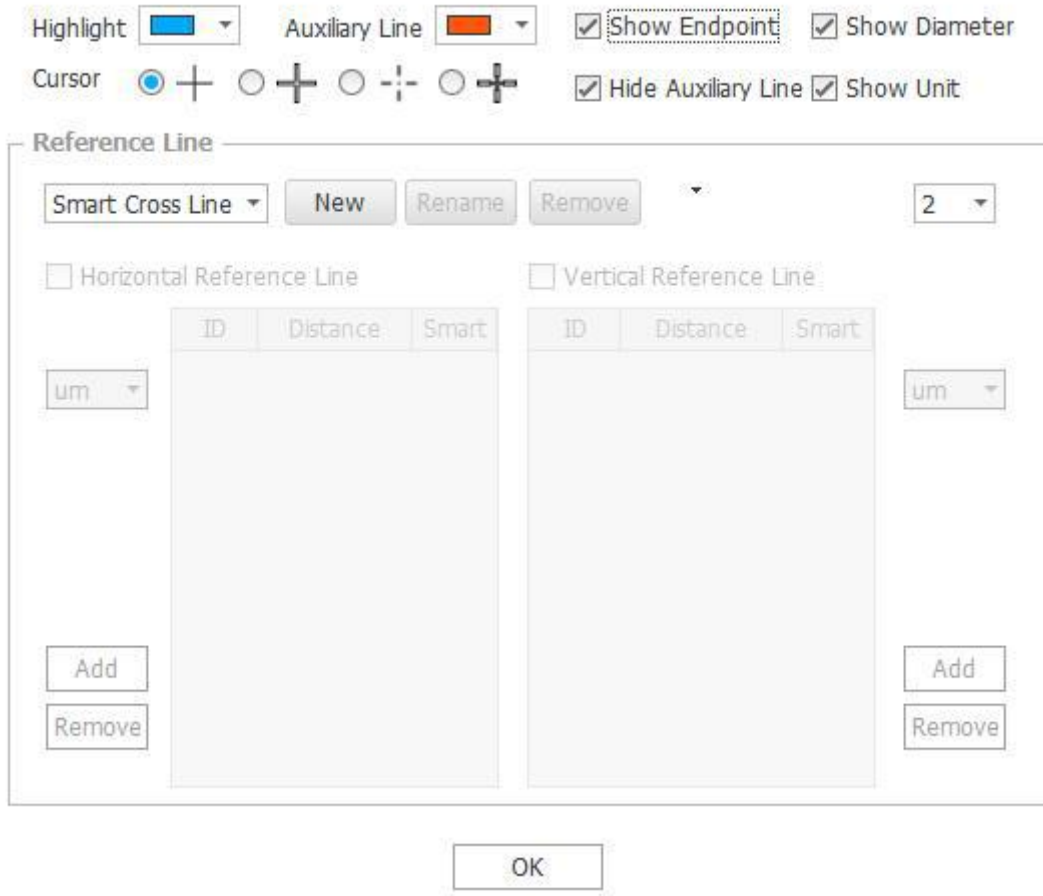 Highlight Auxiliary Line Show Endpoint Show Diameter
Cursor Hide Auxiliary Line Show Unit
Reference Line
Smart Cross Line New Rename Remove 2
Horizontal Reference Line Vertical Reference Line
ID Distance Smart ID Distance Smart
um um
Add Add
Remove Remove
OK